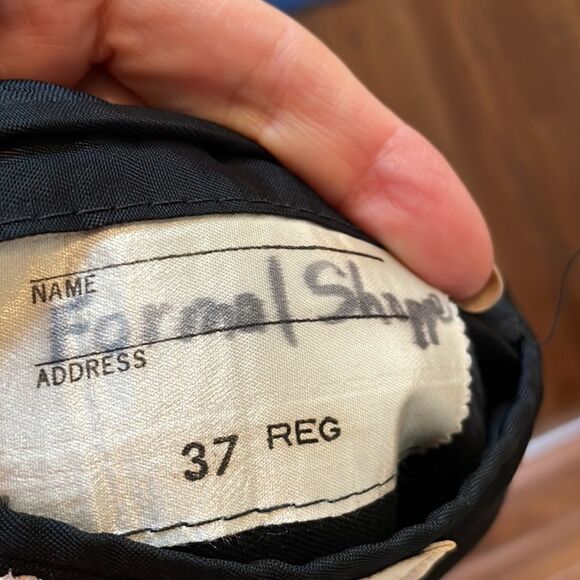 NAME
Formal Shoppe
ADDRESS
37 REG